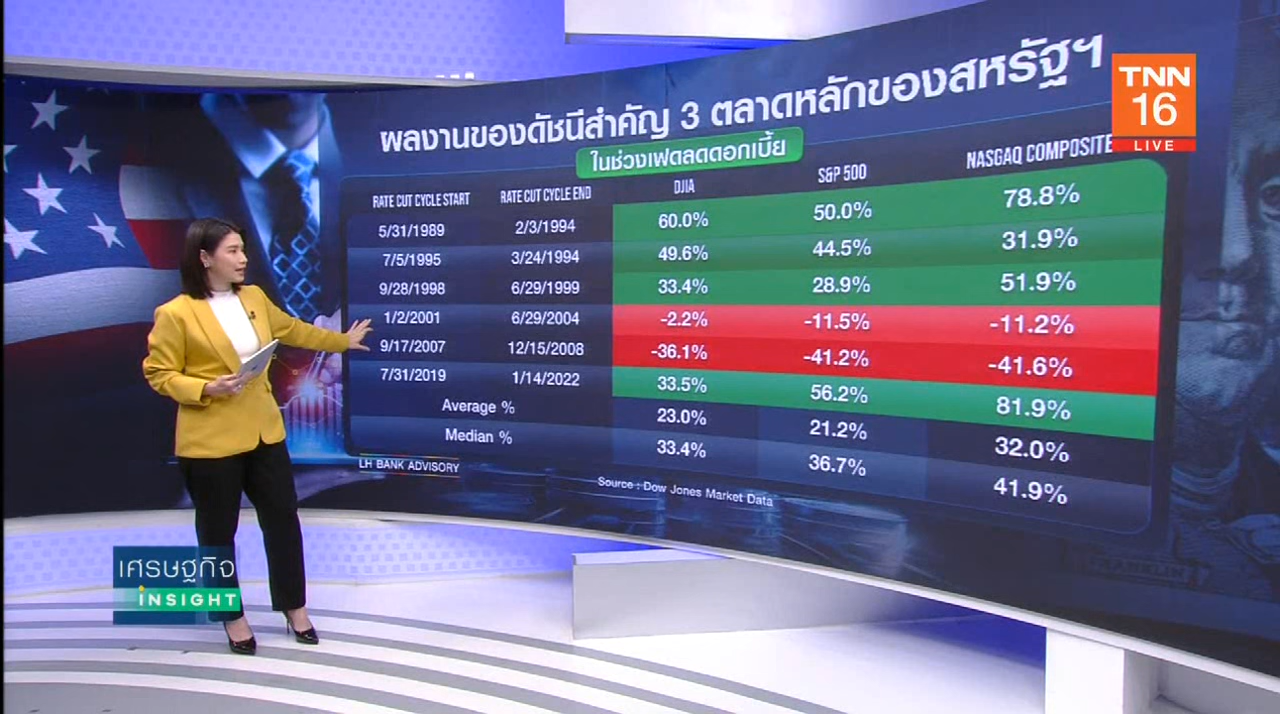 ผลงานของดัชนีสำคัญ 3 ตลาดหลักของสหรัฐฯ
ในช่วงเฟดลดดอกเบี้ย
TNN
16
LIVE
RATE CUT CYCLE START RATE CUT CYCLE END DJIA S&P 500 NASGAQ COMPOSITE
5/31/1989 2/3/1994 60.0% 50.0% 78.8%
7/5/1995 3/24/1994 49.6% 44.5% 31.9%
9/28/1998 6/29/1999 33.4% 28.9% 51.9%
1/2/2001 6/29/2004 -2.2% -11.5% -11.2%
9/17/2007 12/15/2008 -36.1% -41.2% -41.6%
7/31/2019 1/14/2022 33.5% 56.2% 81.9%
Average % 23.0% 21.2% 32.0%
Median % 33.4% 36.7% 41.9%
LH BANK ADVISORY
Source : Dow Jones Market Data
เศรษฐกิจ
INSIGHT